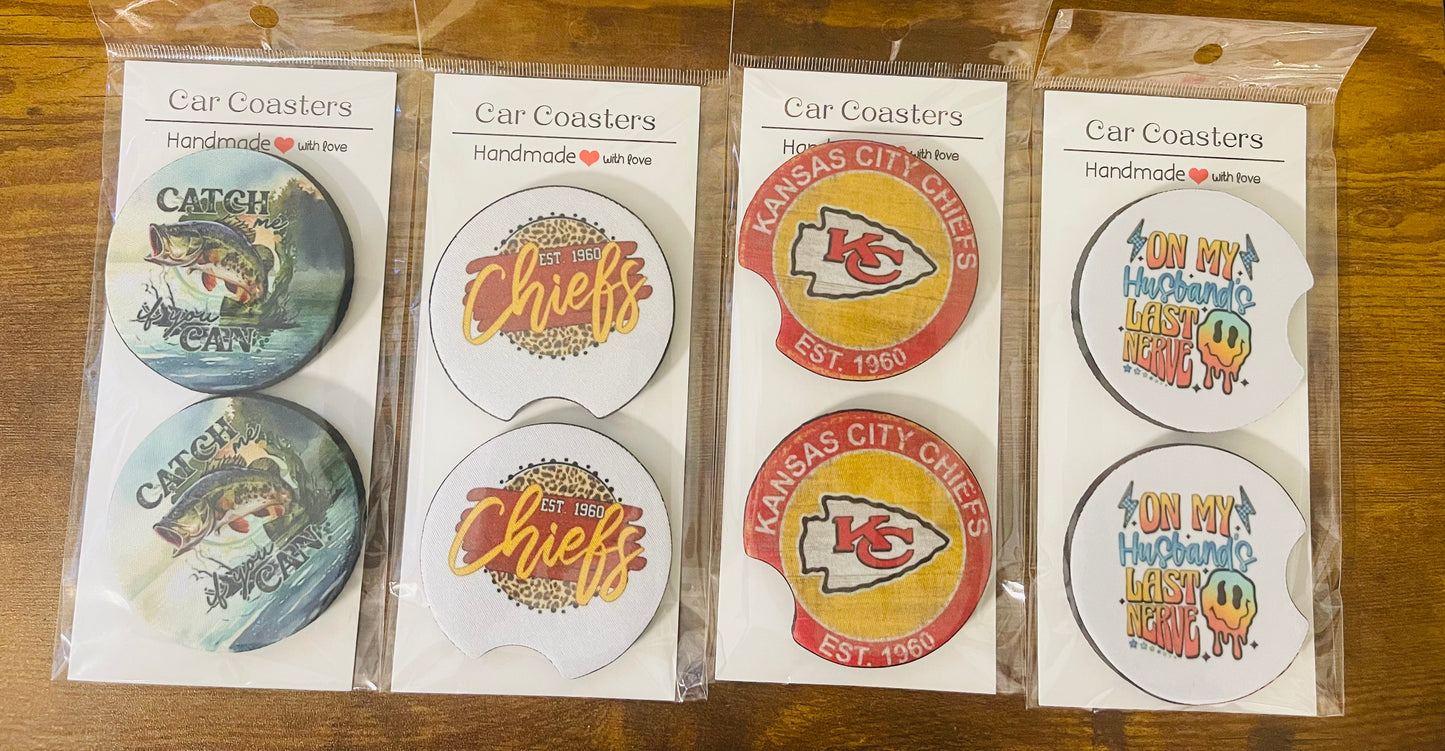 Car Coasters
Handmade ❤ with love
CATCH
me
if you
CAN!
CATCH
me
if you
CAN!
Car Coasters
Handmade ❤ with love
EST. 1960
Chiefs
EST. 1960
Chiefs
Car Coasters
Handmade with love
KANSAS CITY CHIEFS
KC
EST. 1960
KANSAS CITY CHIEFS
KC
EST. 1960
Car Coasters
Handmade ❤ with love
ON MY
Husband's
LAST
NERVE
ON MY
Husband's
LAST
NERVE